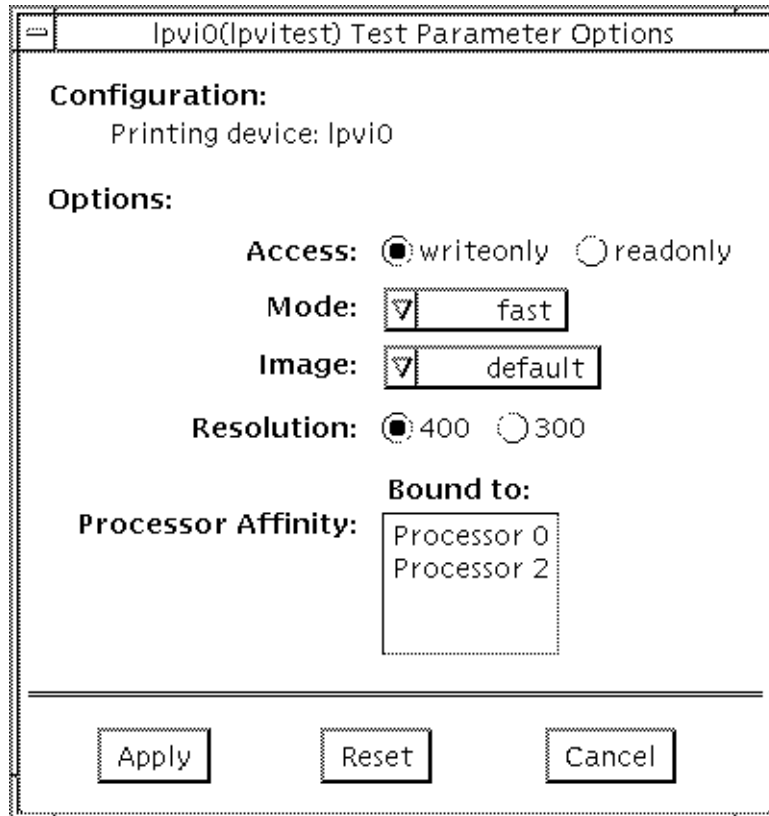 lpvi0(lpvitest) Test Parameter Options
Configuration:
Printing device: lpvi0
Options:
Access: writeonly readonly
Mode: fast
Image: default
Resolution: 400 300
Bound to:
Processor Affinity:
Processor 0
Processor 2
Apply Reset Cancel